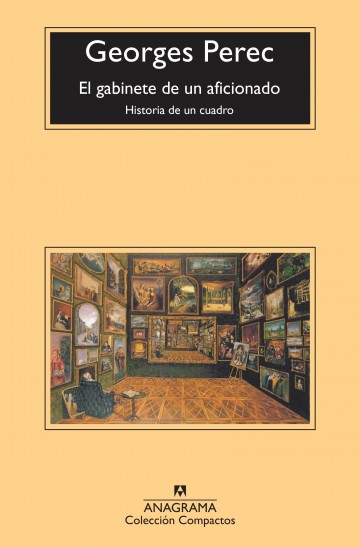 Georges Perec
El gabinete de un aficionado
Historia de un cuadro
ANAGRAMA
Colección Compactos